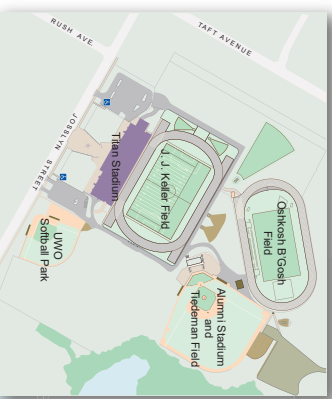 RUSH AVE.
TAFT AVENUE
JOSSLYN STREET
Titan Stadium
J. J. Keller Field
Oshkosh B'Gosh
Field
UWO
Softball Park
Alumni Stadium
and
Tiedeman Field